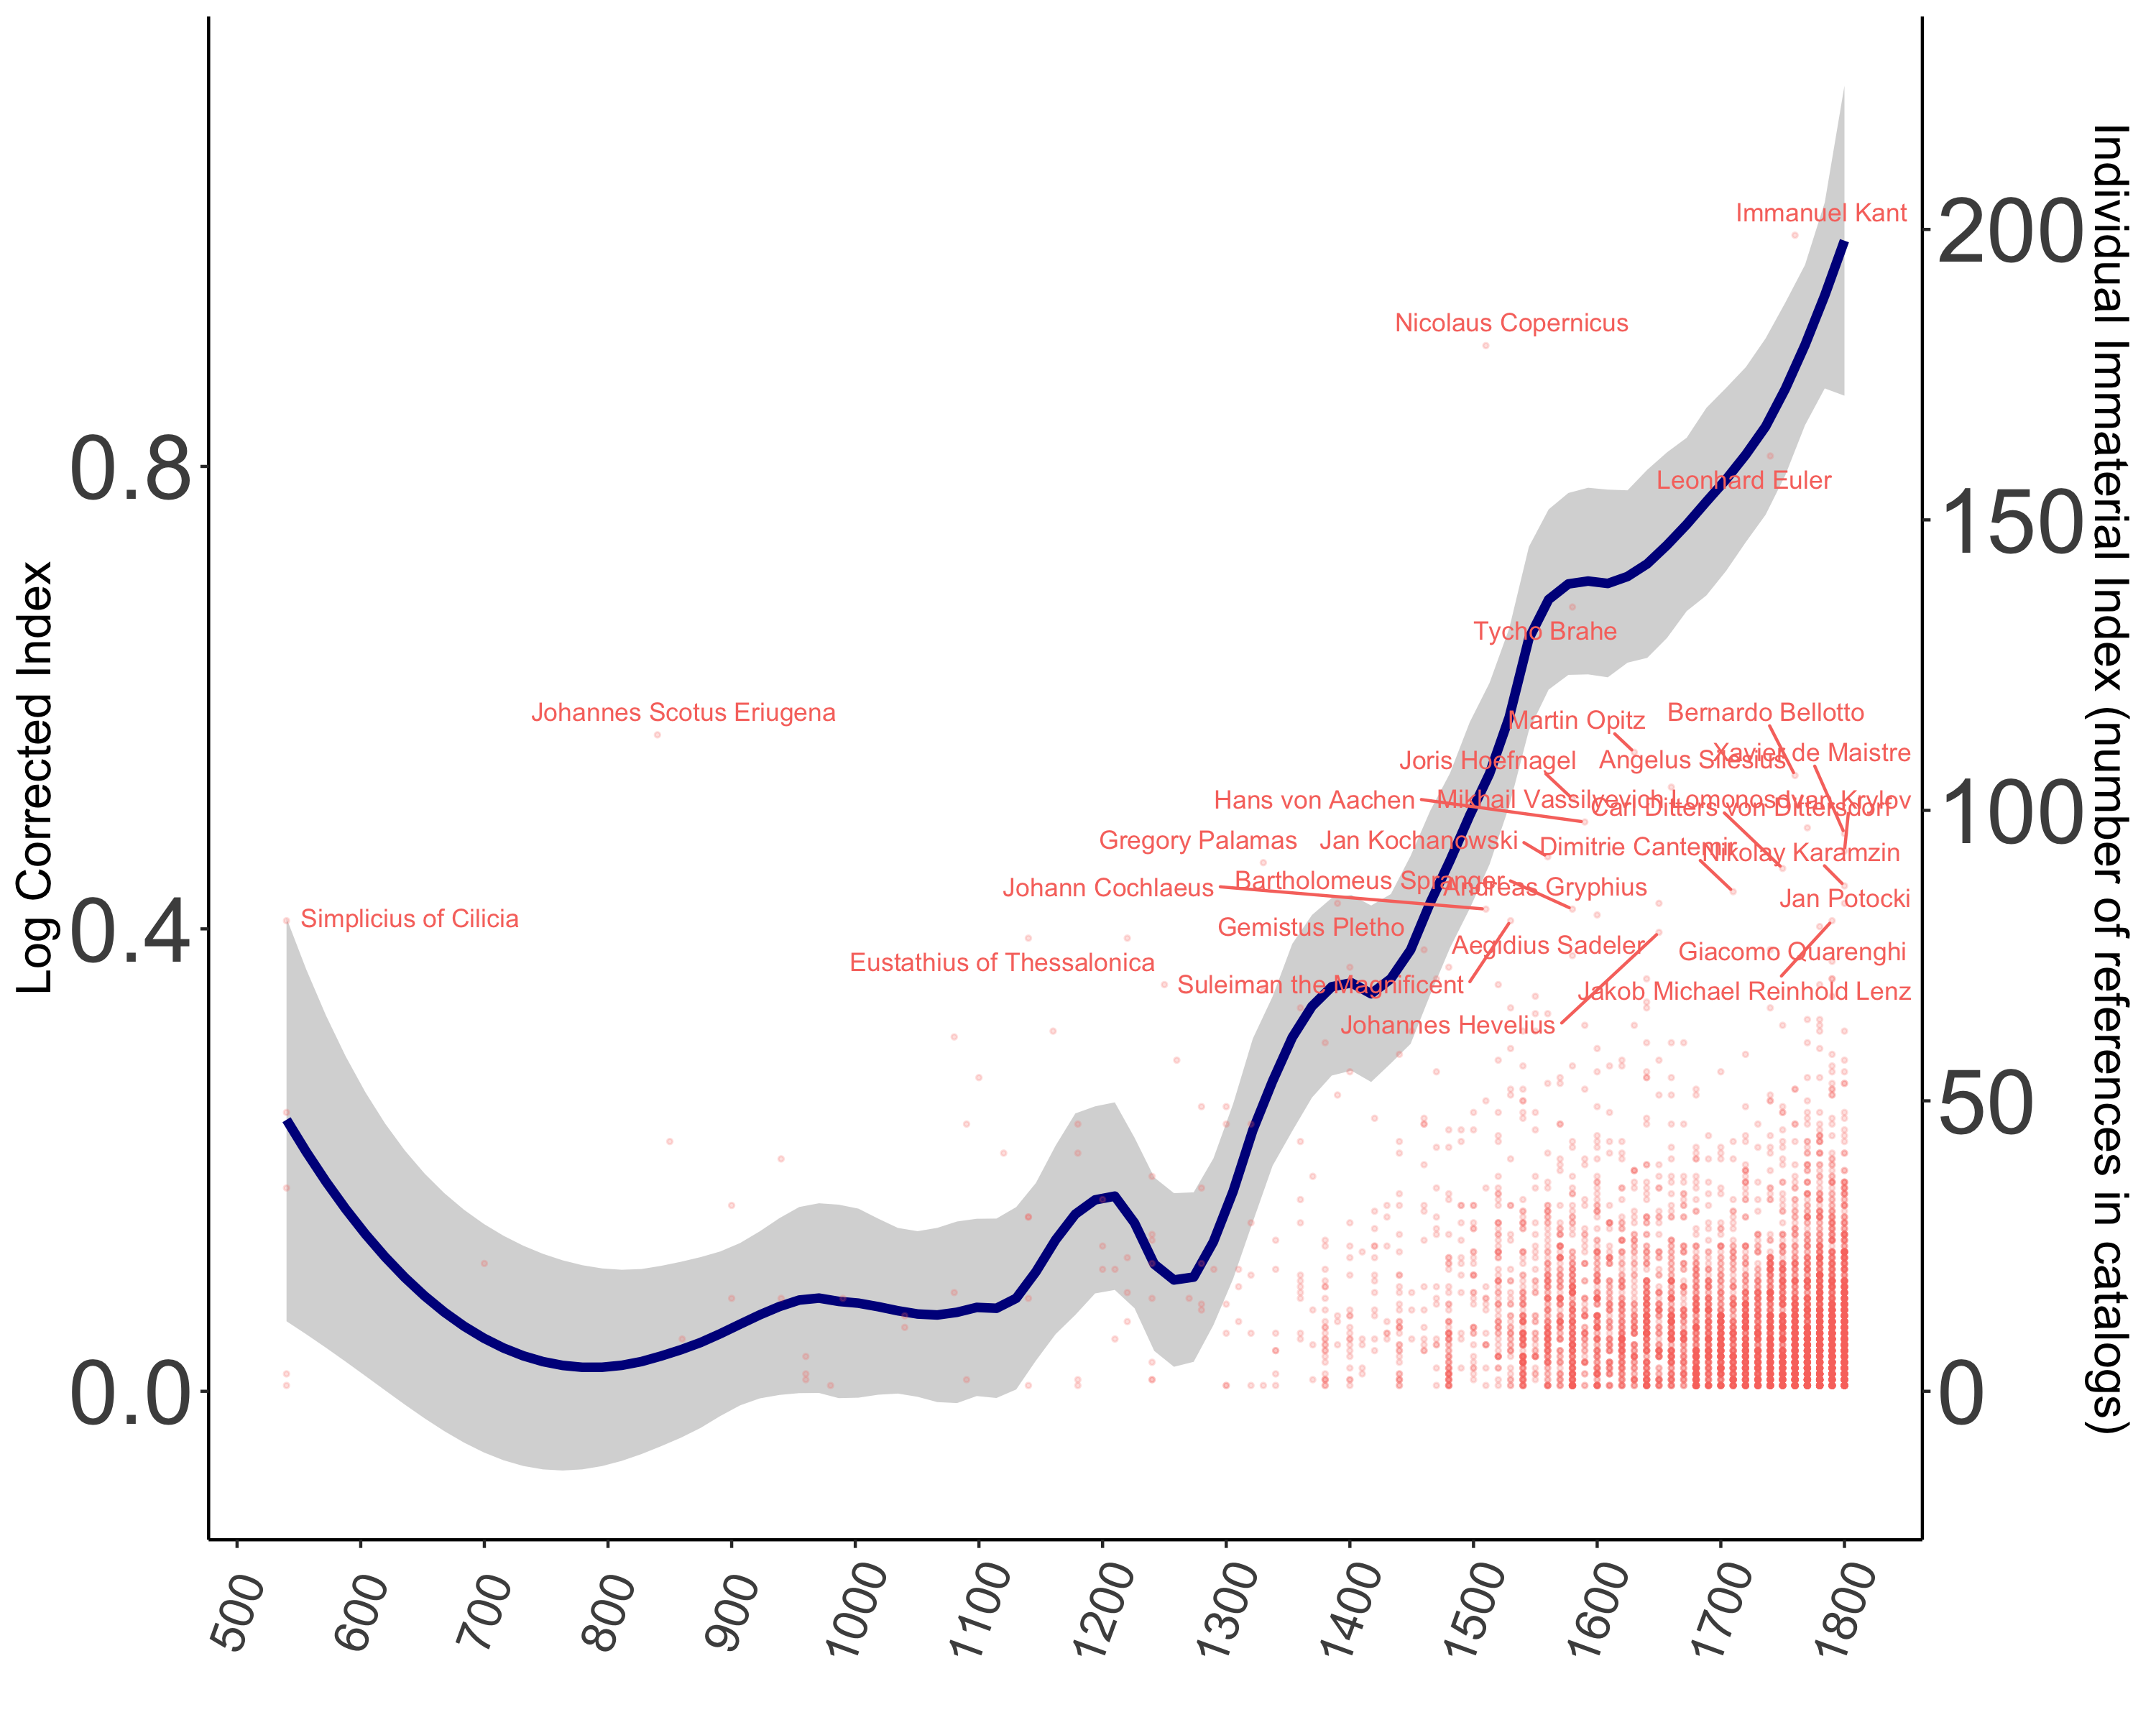 Immanuel Kant
200
Nicolaus Copernicus
0.8
Leonhard Euler
150
Tycho Brahe
Johannes Scotus Eriugena
Martin Opitz
Bernardo Bellotto
Joris Hoefnagel
Angelus Silesius
Xavier de Maistre
Hans von Aachen
Mikhail Vassilyevich Lomonosov
Ivan Krylov
Carl Ditters von Dittersdorf
100
Gregory Palamas
Jan Kochanowski
Dimitrie Cantemir
Nikolay Karamzin
Johann Cochlaeus
Bartholomeus Spranger
Andreas Gryphius
Jan Potocki
0.4
Simplicius of Cilicia
Gemistus Pletho
Aegidius Sadeler
Giacomo Quarenghi
Eustathius of Thessalonica
Suleiman the Magnificent
Jakob Michael Reinhold Lenz
Johannes Hevelius
50
0.0
0
Log Corrected Index
Individual Immaterial Index (number of references in catalogs)
500
600
700
800
900
1000
1100
1200
1300
1400
1500
1600
1700
1800